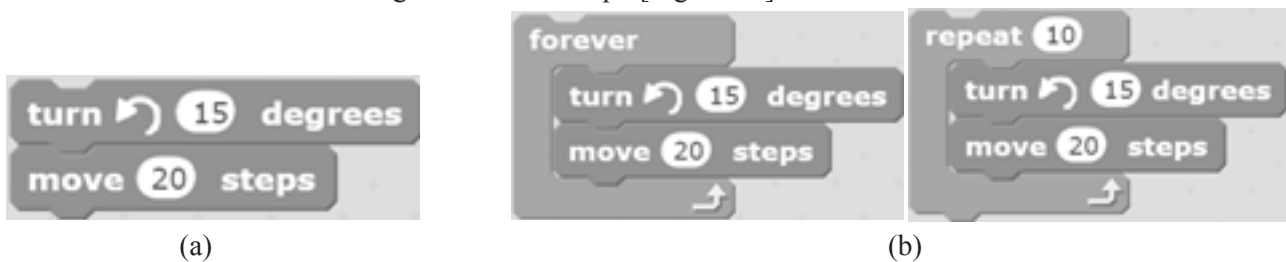 turn 15 degrees
move 20 steps
(a)
forever
turn 15 degrees
move 20 steps
repeat 10
turn 15 degrees
move 20 steps
(b)